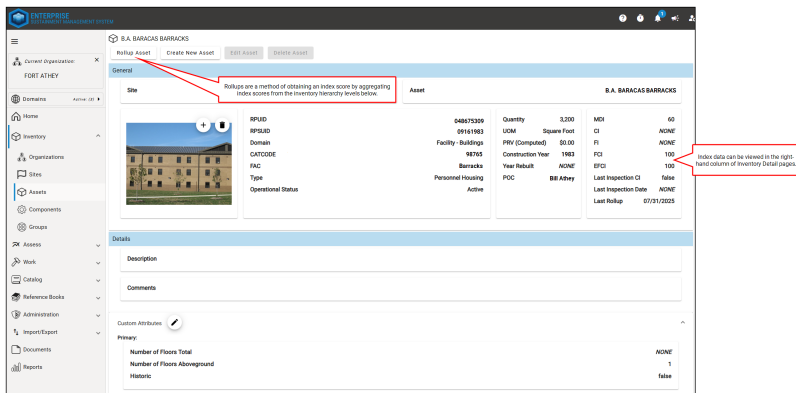 ENTERPRISE
SUSTAINMENT MANAGEMENT SYSTEM
1
Current Organization:
×
FORT ATHEY
Domains
Active (3)
Home
Inventory
Organizations
Sites
Assets
Components
Groups
Assess
Work
Catalog
Reference Books
Administration
Import/Export
Documents
Reports
B.A. BARACAS BARRACKS
Rollup Asset Create New Asset Edit Asset Delete Asset
General
Rollups are a method of obtaining an index score by aggregating
index scores from the inventory hierarchy levels below.
Site
Asset B.A. BARACAS BARRACKS
RPUID 048675309
RPSUID 09161983
Domain Facility - Buildings
CATCODE 98765
FAC Barracks
Type Personnel Housing
Operational Status Active
Quantity 3,200
UOM Square Foot
PRV (Computed) $0.00
Construction Year 1983
Year Rebuilt NONE
POC Bill Athey
MDI 60
CI NONE
FI NONE
FCI 100
EFCI 100
Last Inspection CI false
Last Inspection Date NONE
Last Rollup 07/31/2025
Index data can be viewed in the right-
hand column of Inventory Detail pages.
Details
Description
Comments
Custom Attributes
Primary:
Number of Floors Total NONE
Number of Floors Aboveground 1
Historic false